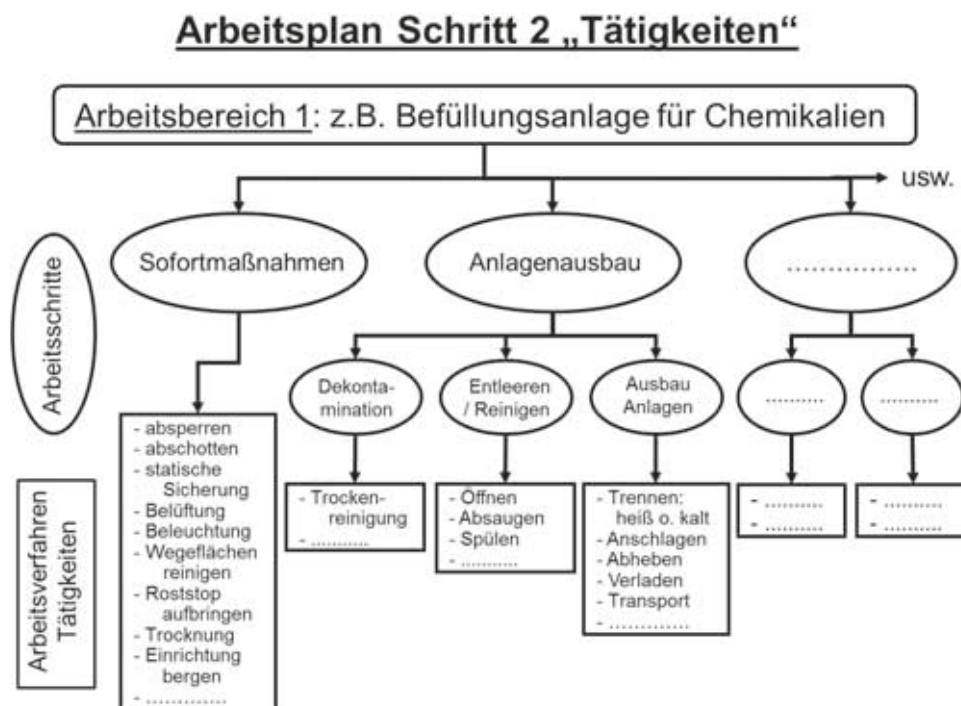 Arbeitsplan Schritt 2 „Tätigkeiten“
Arbeitsbereich 1: z.B. Befüllungsanlage für Chemikalien
usw.
Arbeitsschritte
Sofortmaßnahmen
Anlagenausbau
................
Dekonta-
mination
Entleeren
/ Reinigen
Ausbau
Anlagen
..........
..........
Arbeitsverfahren
Tätigkeiten
- absperren
- abschotten
- statische
Sicherung
- Belüftung
- Beleuchtung
- Wegeflächen
reinigen
- Roststop
aufbringen
- Trocknung
- Einrichtung
bergen
- ..............
- Trocken-
reinigung
- ..........
- Öffnen
- Absaugen
- Spülen
- ..........
- Trennen:
heiß o. kalt
- Anschlagen
- Abheben
- Verladen
- Transport
- ..............
- ..........
- ..........
- ..........
- ..........